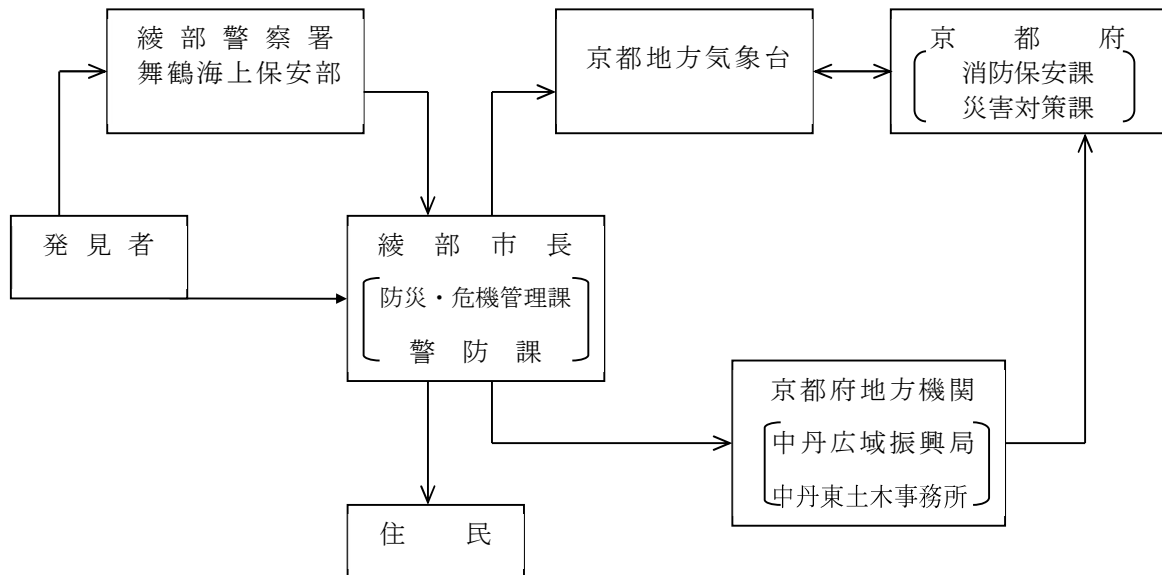 綾部警察署
舞鶴海上保安部
京都地方気象台
京都府
消防保安課
災害対策課
発見者
綾部市長
防災・危機管理課
警防課
京都府地方機関
中丹広域振興局
中丹東土木事務所
住民